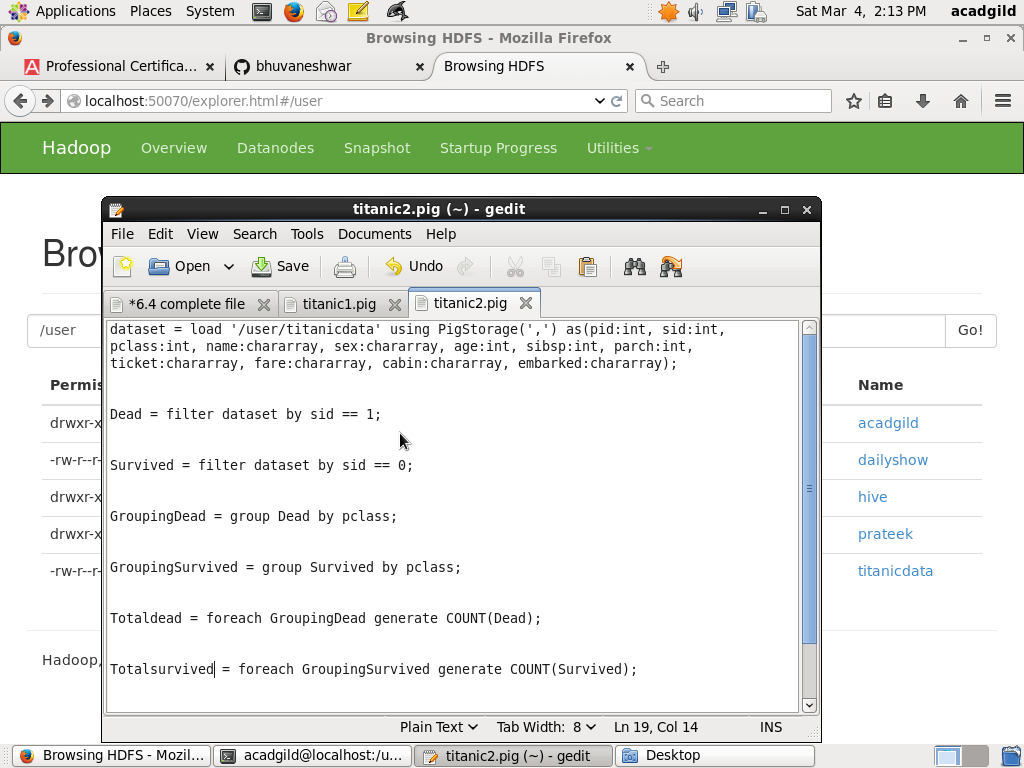 Applications Places System Sat Mar 4, 2:13 PM acadgild
Browsing HDFS - Mozilla Firefox
Professional Certifica... bhuvaneshwar Browsing HDFS
localhost:50070/explorer.html#/user Search
Hadoop Overview Datanodes Snapshot Startup Progress Utilities
titanic2.pig (~) - gedit
File Edit View Search Tools Documents Help
Open Save Undo
*6.4 complete file titanic1.pig titanic2.pig
/user Go!
dataset = load '/user/titanicdata' using PigStorage(',') as(pid:int, sid:int,
pclass:int, name:chararray, sex:chararray, age:int, sibsp:int, parch:int,
ticket:chararray, fare:chararray, cabin:chararray, embarked:chararray);
Dead = filter dataset by sid == 1;
Survived = filter dataset by sid == 0;
GroupingDead = group Dead by pclass;
GroupingSurvived = group Survived by pclass;
Totaldead = foreach GroupingDead generate COUNT(Dead);
Totalsurvived = foreach GroupingSurvived generate COUNT(Survived);
Name
drwxr-x acadgild
-rw-r--r- dailyshow
drwxr-x hive
drwxr-x prateek
-rw-r--r- titanicdata
Hadoop,
Plain Text Tab Width: 8 Ln 19, Col 14 INS
Browsing HDFS - Mozil... acadgild@localhost:/u... titanic2.pig (~) - gedit Desktop